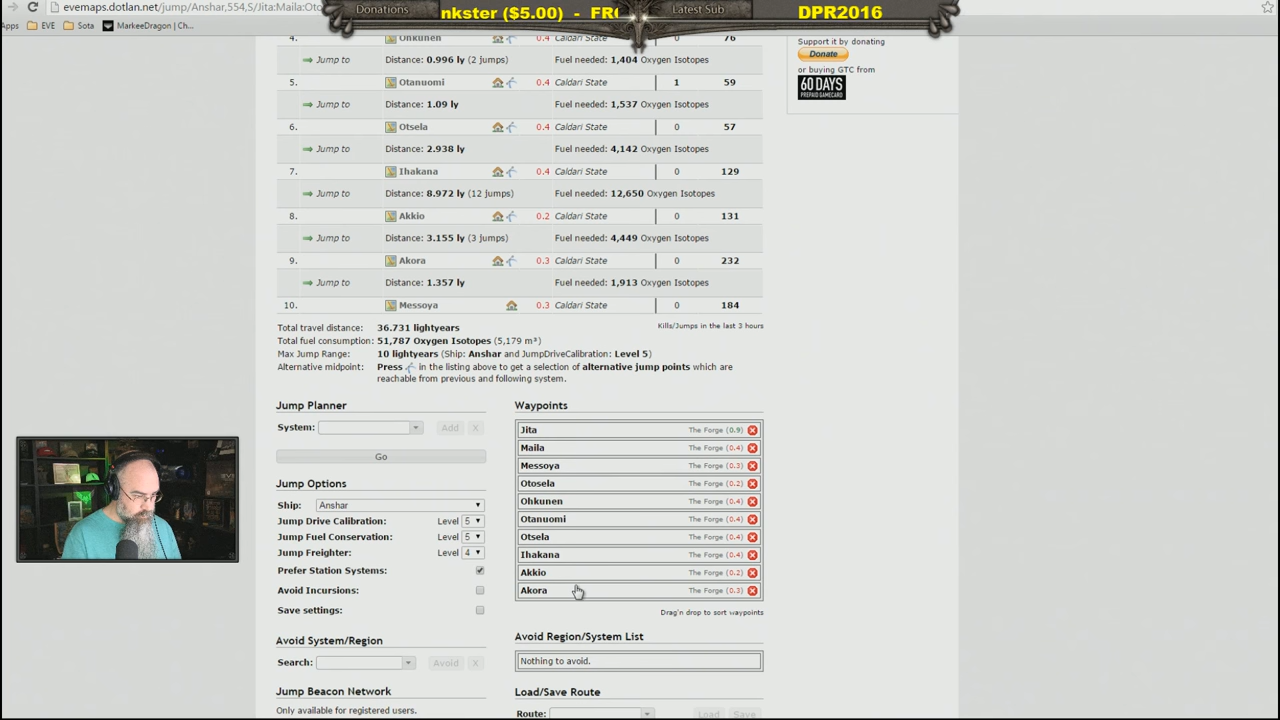 evemaps.dotlan.net/jump/Anshar,554,S/Jita:Maila:Oto
Donations
nkster ($5.00) - FR
Latest Sub
DPR2016
Apps EVE Sota MarkeeDragon | Ch...
4. Ohkunen 0.4 Caldari State 0 76
Jump to Distance: 0.996 ly (2 jumps) Fuel needed: 1,404 Oxygen Isotopes
5. Otanuomi 0.4 Caldari State 1 59
Jump to Distance: 1.09 ly Fuel needed: 1,537 Oxygen Isotopes
6. Otsela 0.4 Caldari State 0 57
Jump to Distance: 2.938 ly Fuel needed: 4,142 Oxygen Isotopes
7. Ihakana 0.4 Caldari State 0 129
Jump to Distance: 8.972 ly (12 jumps) Fuel needed: 12,650 Oxygen Isotopes
8. Akkio 0.2 Caldari State 0 131
Jump to Distance: 3.155 ly (3 jumps) Fuel needed: 4,449 Oxygen Isotopes
9. Akora 0.3 Caldari State 0 232
Jump to Distance: 1.357 ly Fuel needed: 1,913 Oxygen Isotopes
10. Messoya 0.3 Caldari State 0 184
Support it by donating
Donate
or buying GTC from
60 DAYS
PREPAID GAMECARD
Total travel distance: 36.731 lightyears
Kills/Jumps in the last 3 hours
Total fuel consumption: 51,787 Oxygen Isotopes (5,179 m³)
Max Jump Range: 10 lightyears (Ship: Anshar and JumpDriveCalibration: Level 5)
Alternative midpoint: Press in the listing above to get a selection of alternative jump points which are
reachable from previous and following system.
Jump Planner
System: Add X
Go
Jump Options
Ship: Anshar
Jump Drive Calibration: Level 5
Jump Fuel Conservation: Level 5
Jump Freighter: Level 4
Prefer Station Systems:
Avoid Incursions:
Save settings:
Avoid System/Region
Search: Avoid X
Jump Beacon Network
Only available for registered users.
Waypoints
Jita The Forge (0.9)
Maila The Forge (0.4)
Messoya The Forge (0.3)
Otosela The Forge (0.2)
Ohkunen The Forge (0.4)
Otanuomi The Forge (0.4)
Otsela The Forge (0.4)
Ihakana The Forge (0.4)
Akkio The Forge (0.2)
Akora The Forge (0.3)
Drag'n drop to sort waypoints
Avoid Region/System List
Nothing to avoid.
Load/Save Route
Route: Load Save